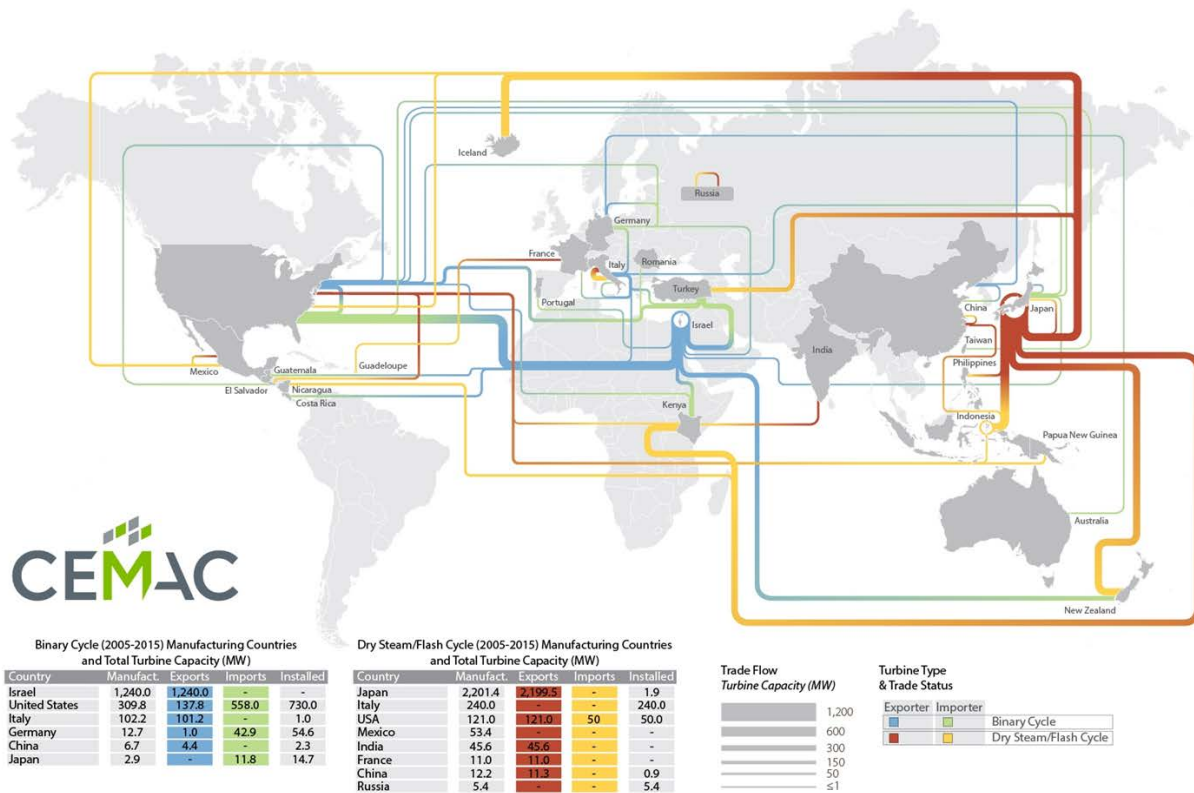 Iceland
Russia
Germany
France
Italy
Romania
Turkey
Portugal
Israel
China
Japan
Taiwan
India
Philippines
Mexico
Guatemala
Guadeloupe
El Salvador
Nicaragua
Costa Rica
Kenya
Indonesia
Papua New Guinea
Australia
New Zealand
CEMAC
Binary Cycle (2005-2015) Manufacturing Countries
and Total Turbine Capacity (MW)
Country Manufact. Exports Imports Installed
Israel 1,240.0 1,240.0 - -
United States 309.8 137.8 558.0 730.0
Italy 102.2 101.2 - 1.0
Germany 12.7 1.0 42.9 54.6
China 6.7 4.4 - 2.3
Japan 2.9 - 11.8 14.7
Dry Steam/Flash Cycle (2005-2015) Manufacturing Countries
and Total Turbine Capacity (MW)
Country Manufact. Exports Imports Installed
Japan 2,201.4 2,199.5 - 1.9
Italy 240.0 - - 240.0
USA 121.0 121.0 50 50.0
Mexico 53.4 - - -
India 45.6 45.6 - -
France 11.0 11.0 - -
China 12.2 11.3 - 0.9
Russia 5.4 - - 5.4
Trade Flow
Turbine Capacity (MW)
1,200
600
300
150
50
≤1
Turbine Type
& Trade Status
Exporter Importer
Binary Cycle
Dry Steam/Flash Cycle